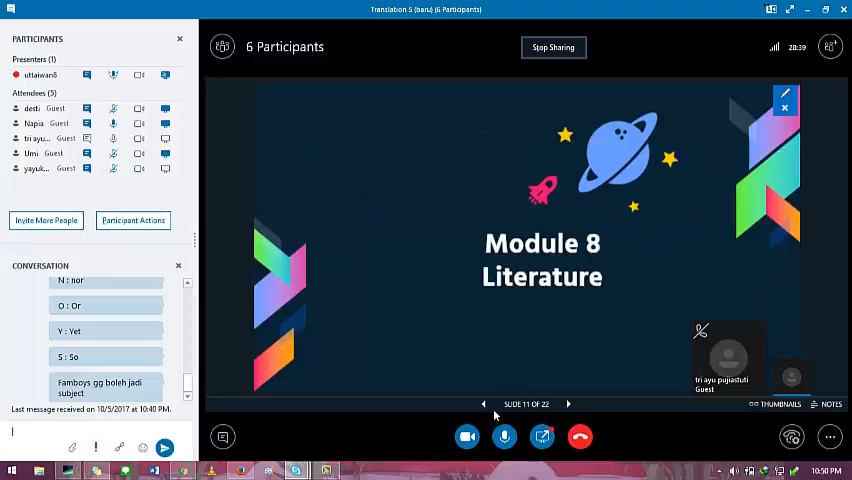 Translation 5 (baru) (6 Participants)
PARTICIPANTS
Presenters (1)
uttaiwan8
Attendees (5)
desti Guest
Napia Guest
tri ayu... Guest
Umi Guest
yayuk... Guest
Invite More People
Participant Actions
CONVERSATION
N : nor
O : Or
Y : Yet
S : So
Famboys gg boleh jadi
subject
Last message received on 10/5/2017 at 10:40 PM.
6 Participants
Stop Sharing
28:39
Module 8
Literature
tri ayu pujiastuti
Guest
SLIDE 11 OF 22
THUMBNAILS
NOTES
10:50 PM